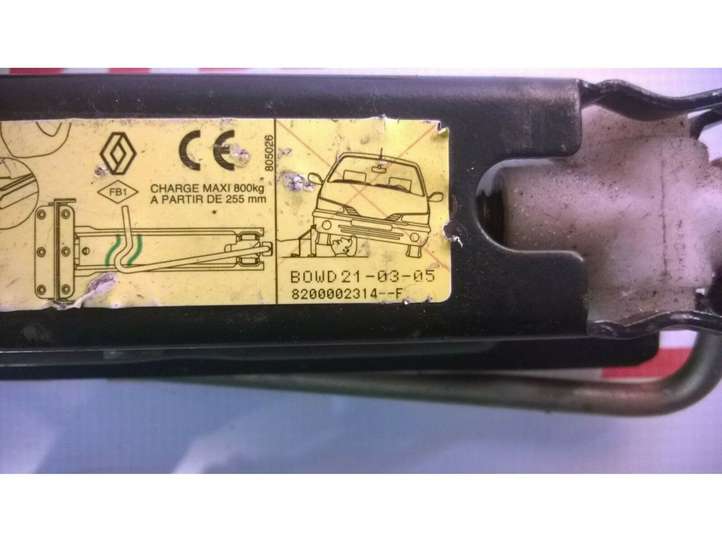 CE
805026
FB1
CHARGE MAXI 800kg
A PARTIR DE 255 mm
BOWD 21-03-05
8200002314--F